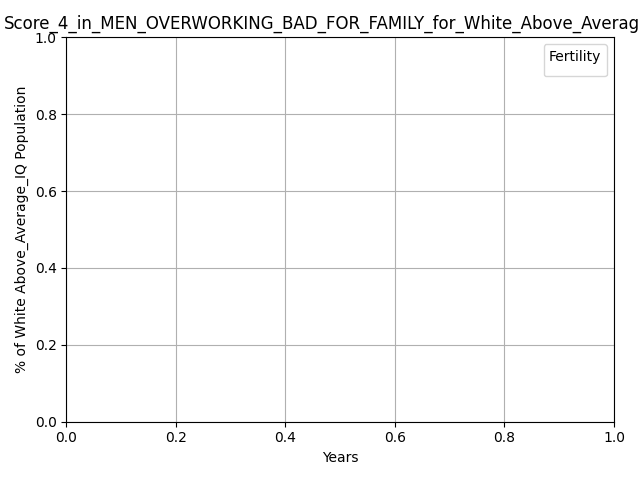 Score_4_in_MEN_OVERWORKING_BAD_FOR_FAMILY_for_White_Above_Averag
Fertility
% of White Above_Average_IQ Population
1.0
0.8
0.6
0.4
0.2
0.0
0.0 0.2 0.4 0.6 0.8 1.0
Years